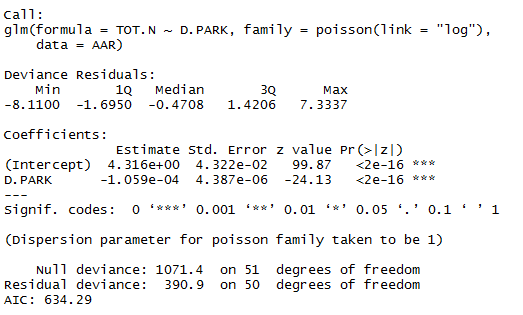 Call:
glm(formula = TOT.N ~ D.PARK, family = poisson(link = "log"),
    data = AAR)
Deviance Residuals:
    Min       1Q   Median       3Q      Max
-8.1100  -1.6950  -0.4708   1.4206   7.3337
Coefficients:
              Estimate Std. Error z value Pr(>|z|)
(Intercept)  4.316e+00  4.322e-02   99.87   <2e-16 ***
D.PARK      -1.059e-04  4.387e-06  -24.13   <2e-16 ***
---
Signif. codes:  0 ‘***’ 0.001 ‘**’ 0.01 ‘*’ 0.05 ‘.’ 0.1 ‘ ’ 1
(Dispersion parameter for poisson family taken to be 1)
    Null deviance: 1071.4  on 51  degrees of freedom
Residual deviance:  390.9  on 50  degrees of freedom
AIC: 634.29